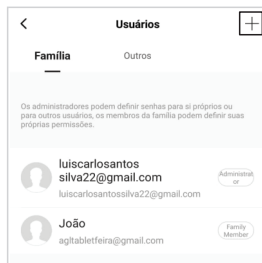 Usuários
Família Outros
Os administradores podem definir senhas para si próprios ou
para outros usuários, os membros da família podem definir suas
próprias permissões.
luiscarlosantos
silva22@gmail.com
Administrat
or
luiscarlosantossilva22@gmail.com
João
Family
Member
agltabletfeira@gmail.com